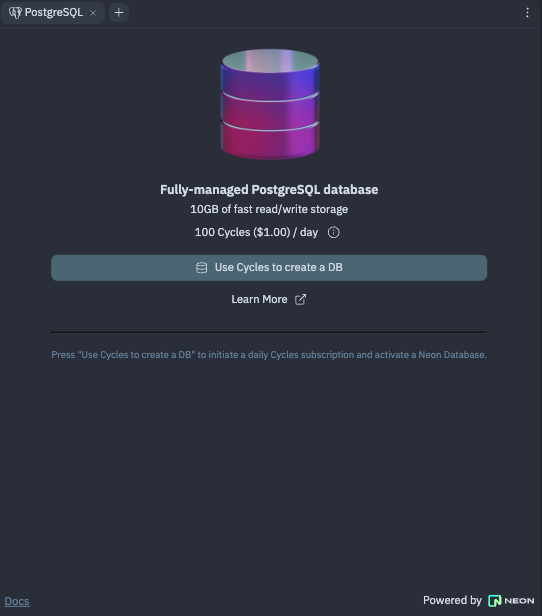 PostgreSQL
Fully-managed PostgreSQL database
10GB of fast read/write storage
100 Cycles ($1.00) / day
Use Cycles to create a DB
Learn More
Press "Use Cycles to create a DB" to initiate a daily Cycles subscription and activate a Neon Database.
Docs
Powered by NEON